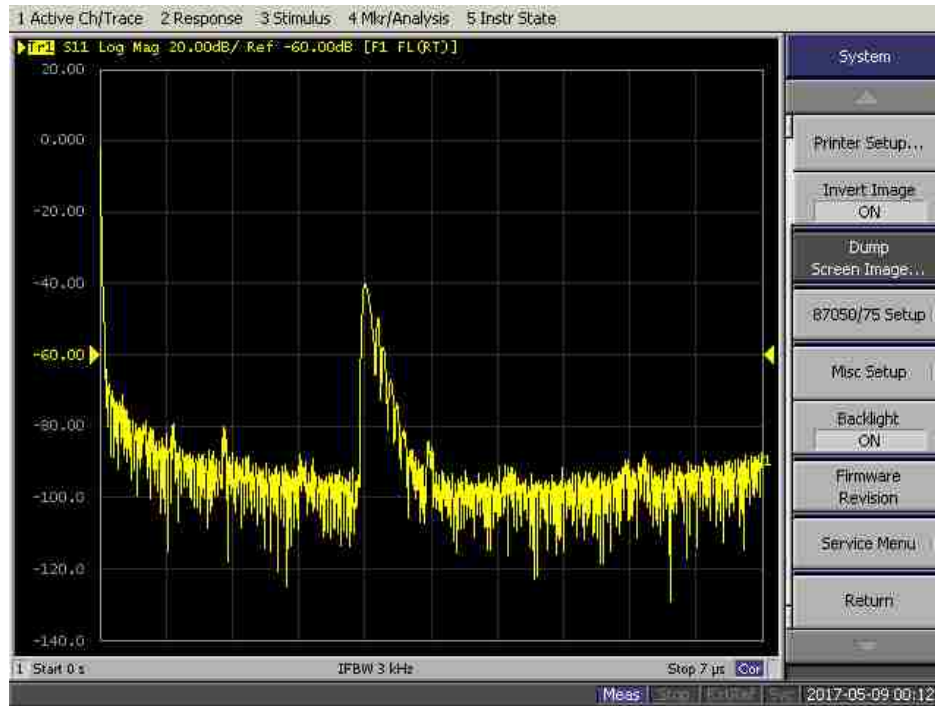 1 Active Ch/Trace 2 Response 3 Stimulus 4 Mkr/Analysis 5 Instr State
Tr1 S11 Log Mag 20.00dB/ Ref -60.00dB [F1 FL(RT)]
20.00
0.000
-20.00
-40.00
-60.00
-80.00
-100.0
-120.0
-140.0
1
1 Start 0 s IFBW 3 kHz Stop 7 µs Cor
System
Printer Setup...
Invert Image
ON
Dump
Screen Image...
87050/75 Setup
Misc Setup
Backlight
ON
Firmware
Revision
Service Menu
Return
Meas Stop ExtRef Svc 2017-05-09 00:12